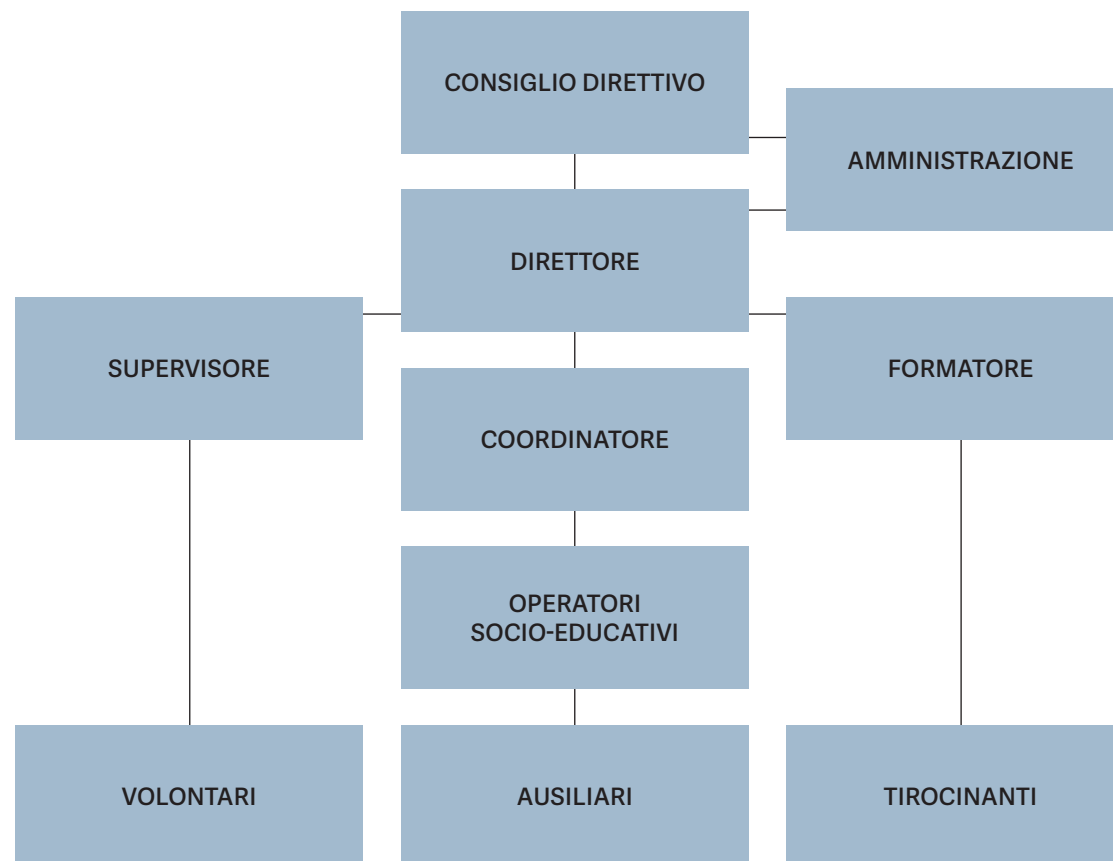 CONSIGLIO DIRETTIVO
AMMINISTRAZIONE
DIRETTORE
SUPERVISORE
FORMATORE
COORDINATORE
OPERATORI
SOCIO-EDUCATIVI
VOLONTARI
AUSILIARI
TIROCINANTI